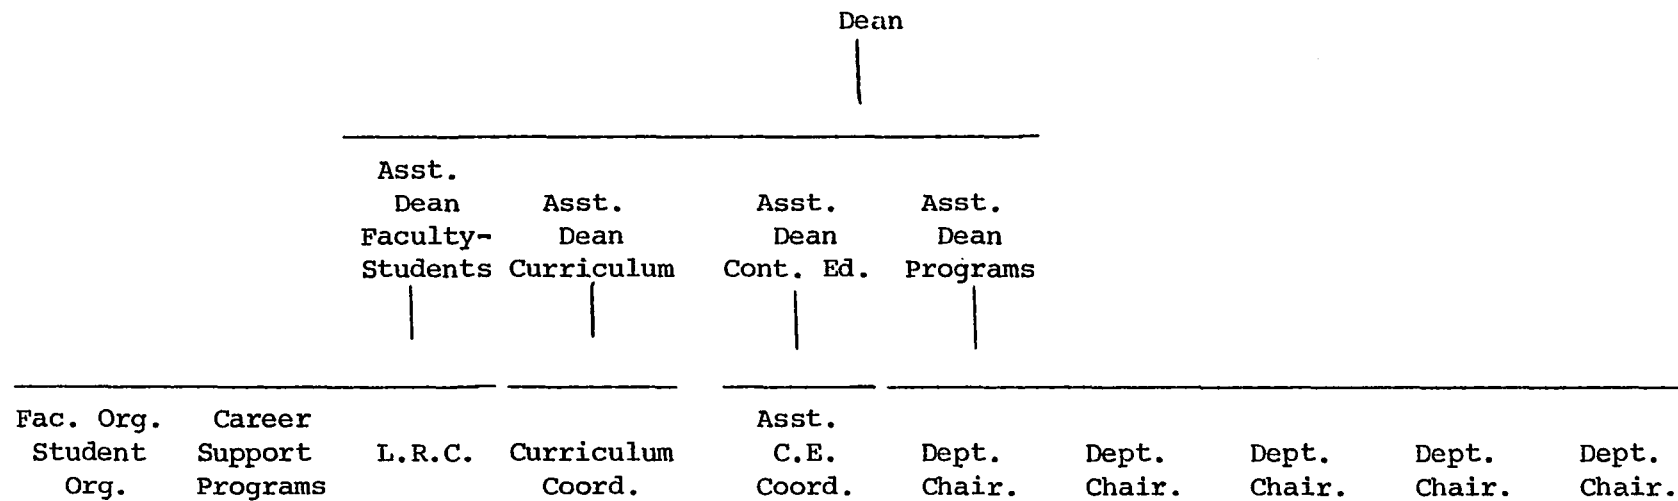 Dean
Asst.
Dean Asst. Asst. Asst.
Faculty- Dean Dean Dean
Students Curriculum Cont. Ed. Programs
Fac. Org. Career Asst.
Student Support L.R.C. Curriculum C.E. Dept. Dept. Dept. Dept. Dept.
Org. Programs Coord. Coord. Chair. Chair. Chair. Chair. Chair.